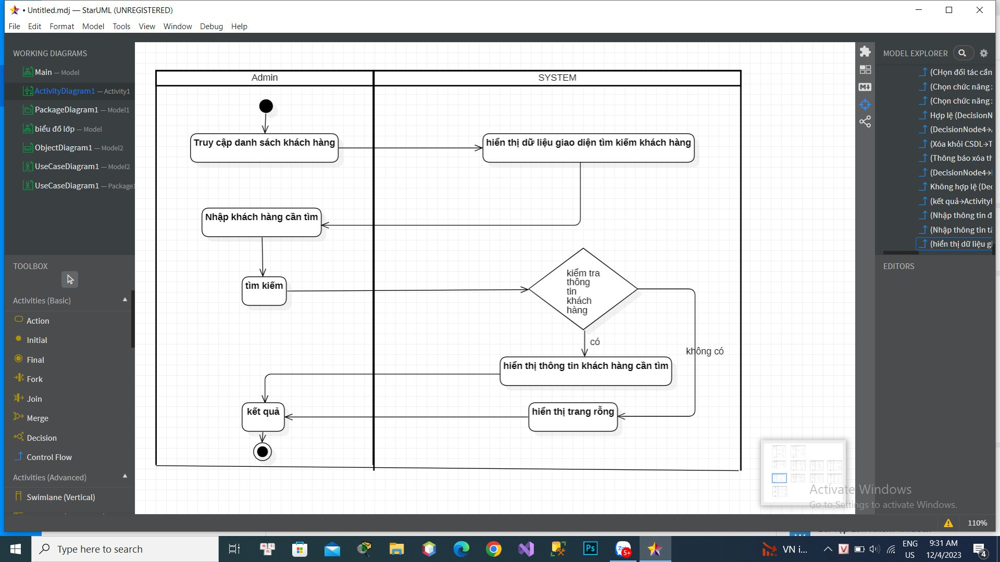 • Untitled.mdj — StarUML (UNREGISTERED)
File Edit Format Model Tools View Window Debug Help
WORKING DIAGRAMS
Main — Model
ActivityDiagram1 — Activity1
PackageDiagram1 — Model1
biểu đồ lớp — Model
ObjectDiagram1 — Model2
UseCaseDiagram1 — Model2
UseCaseDiagram1 — Package1
TOOLBOX
Activities (Basic)
Action
Initial
Final
Fork
Join
Merge
Decision
Control Flow
Activities (Advanced)
Swimlane (Vertical)
Admin
SYSTEM
Truy cập danh sách khách hàng
hiển thị dữ liệu giao diện tìm kiếm khách hàng
Nhập khách hàng cần tìm
tìm kiếm
kiểm tra
thông
tin
khách
hàng
có
không có
hiển thị thông tin khách hàng cần tìm
kết quả
hiển thị trang rỗng
MODEL EXPLORER
(CHọn đối tác cần
(Chọn chức năng
(Chọn chức năng
Hợp lệ (DecisionN
(DecisionNode4→
(Xóa khỏi CSDL→T
(Thông báo xóa th
(DecisionNode4→
Không hợp lệ (Dec
(kết quả→ActivityF
(Nhập thông tin đ
(Nhập thông tin tà
(hiển thị dữ liệu gi
EDITORS
Activate Windows
Go to Settings to activate Windows.
110%
Type here to search
Ps
5+
VN i...
ENG
US
9:31 AM
12/4/2023
4